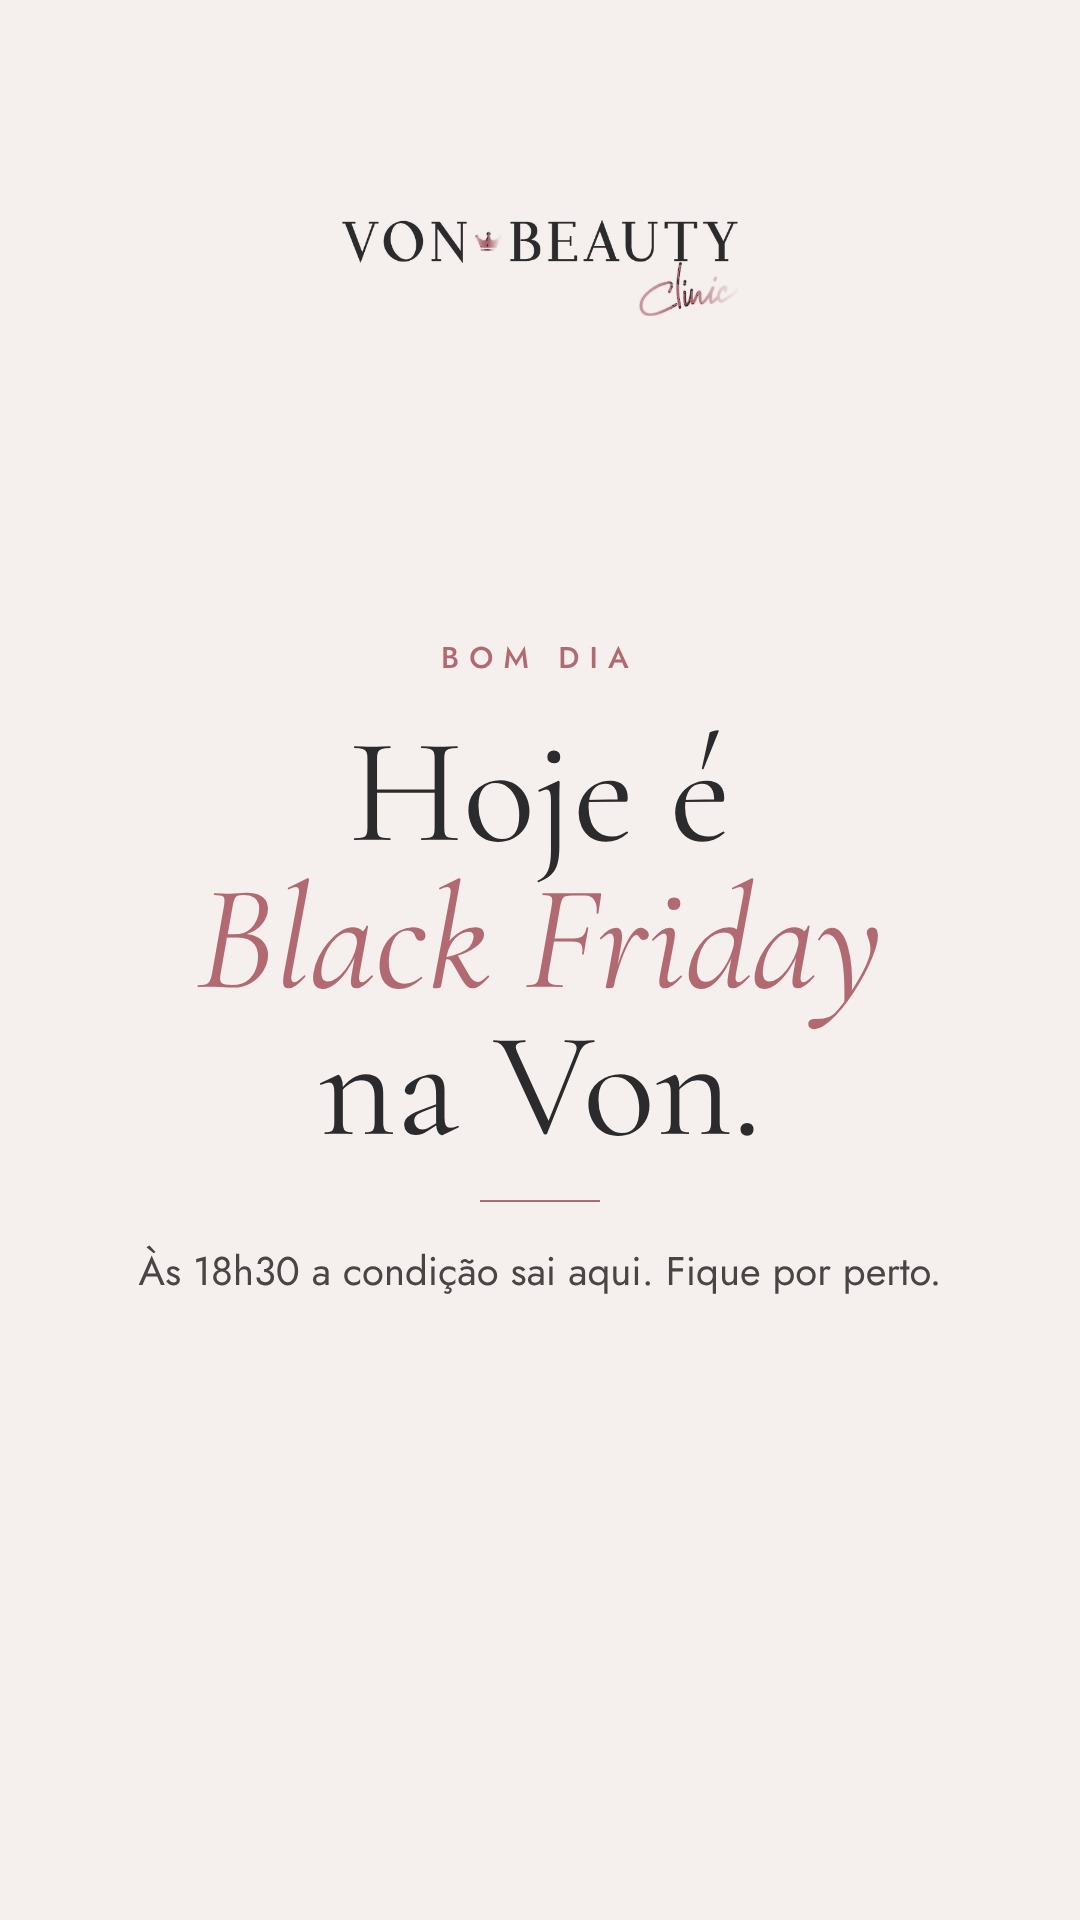 VON BEAUTY
Clinic
BOM DIA
Hoje é
Black Friday
na Von.
Às 18h30 a condição sai aqui. Fique por perto.